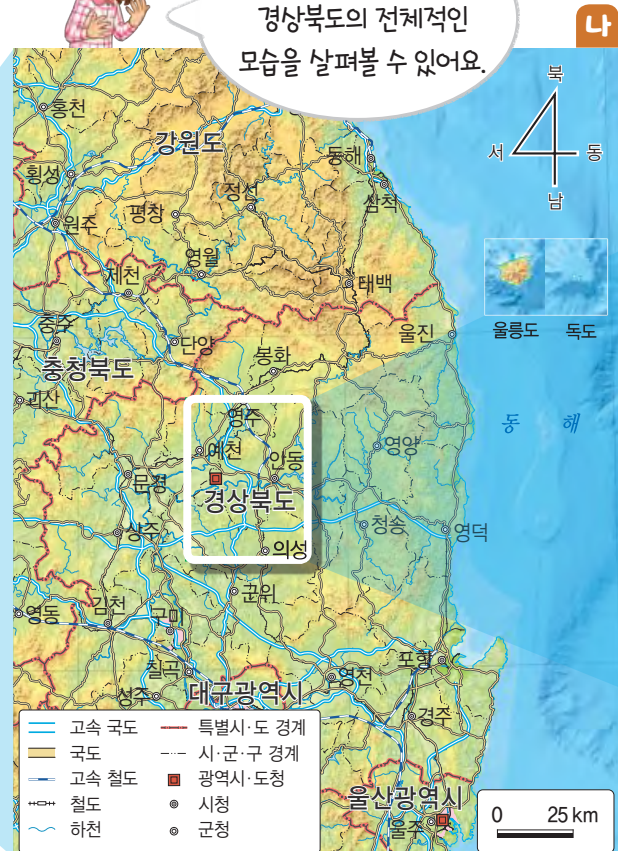 경상북도의 전체적인
모습을 살펴볼 수 있어요.
나
북
서
동
남
홍천
강원도
동해
횡성
정선
삼척
평창
원주
영월
제천
태백
울릉도
독도
충주
울진
단양
봉화
충청북도
괴산
영주
동해
예천
영양
안동
문경
경상북도
청송
영덕
상주
의성
군위
영동
김천
구미
칠곡
영천
포항
성주
대구광역시
경주
고속 국도
특별시·도 경계
국도
시·군·구 경계
고속 철도
광역시·도청
철도
시청
하천
군청
울산광역시
울주
0 25 km